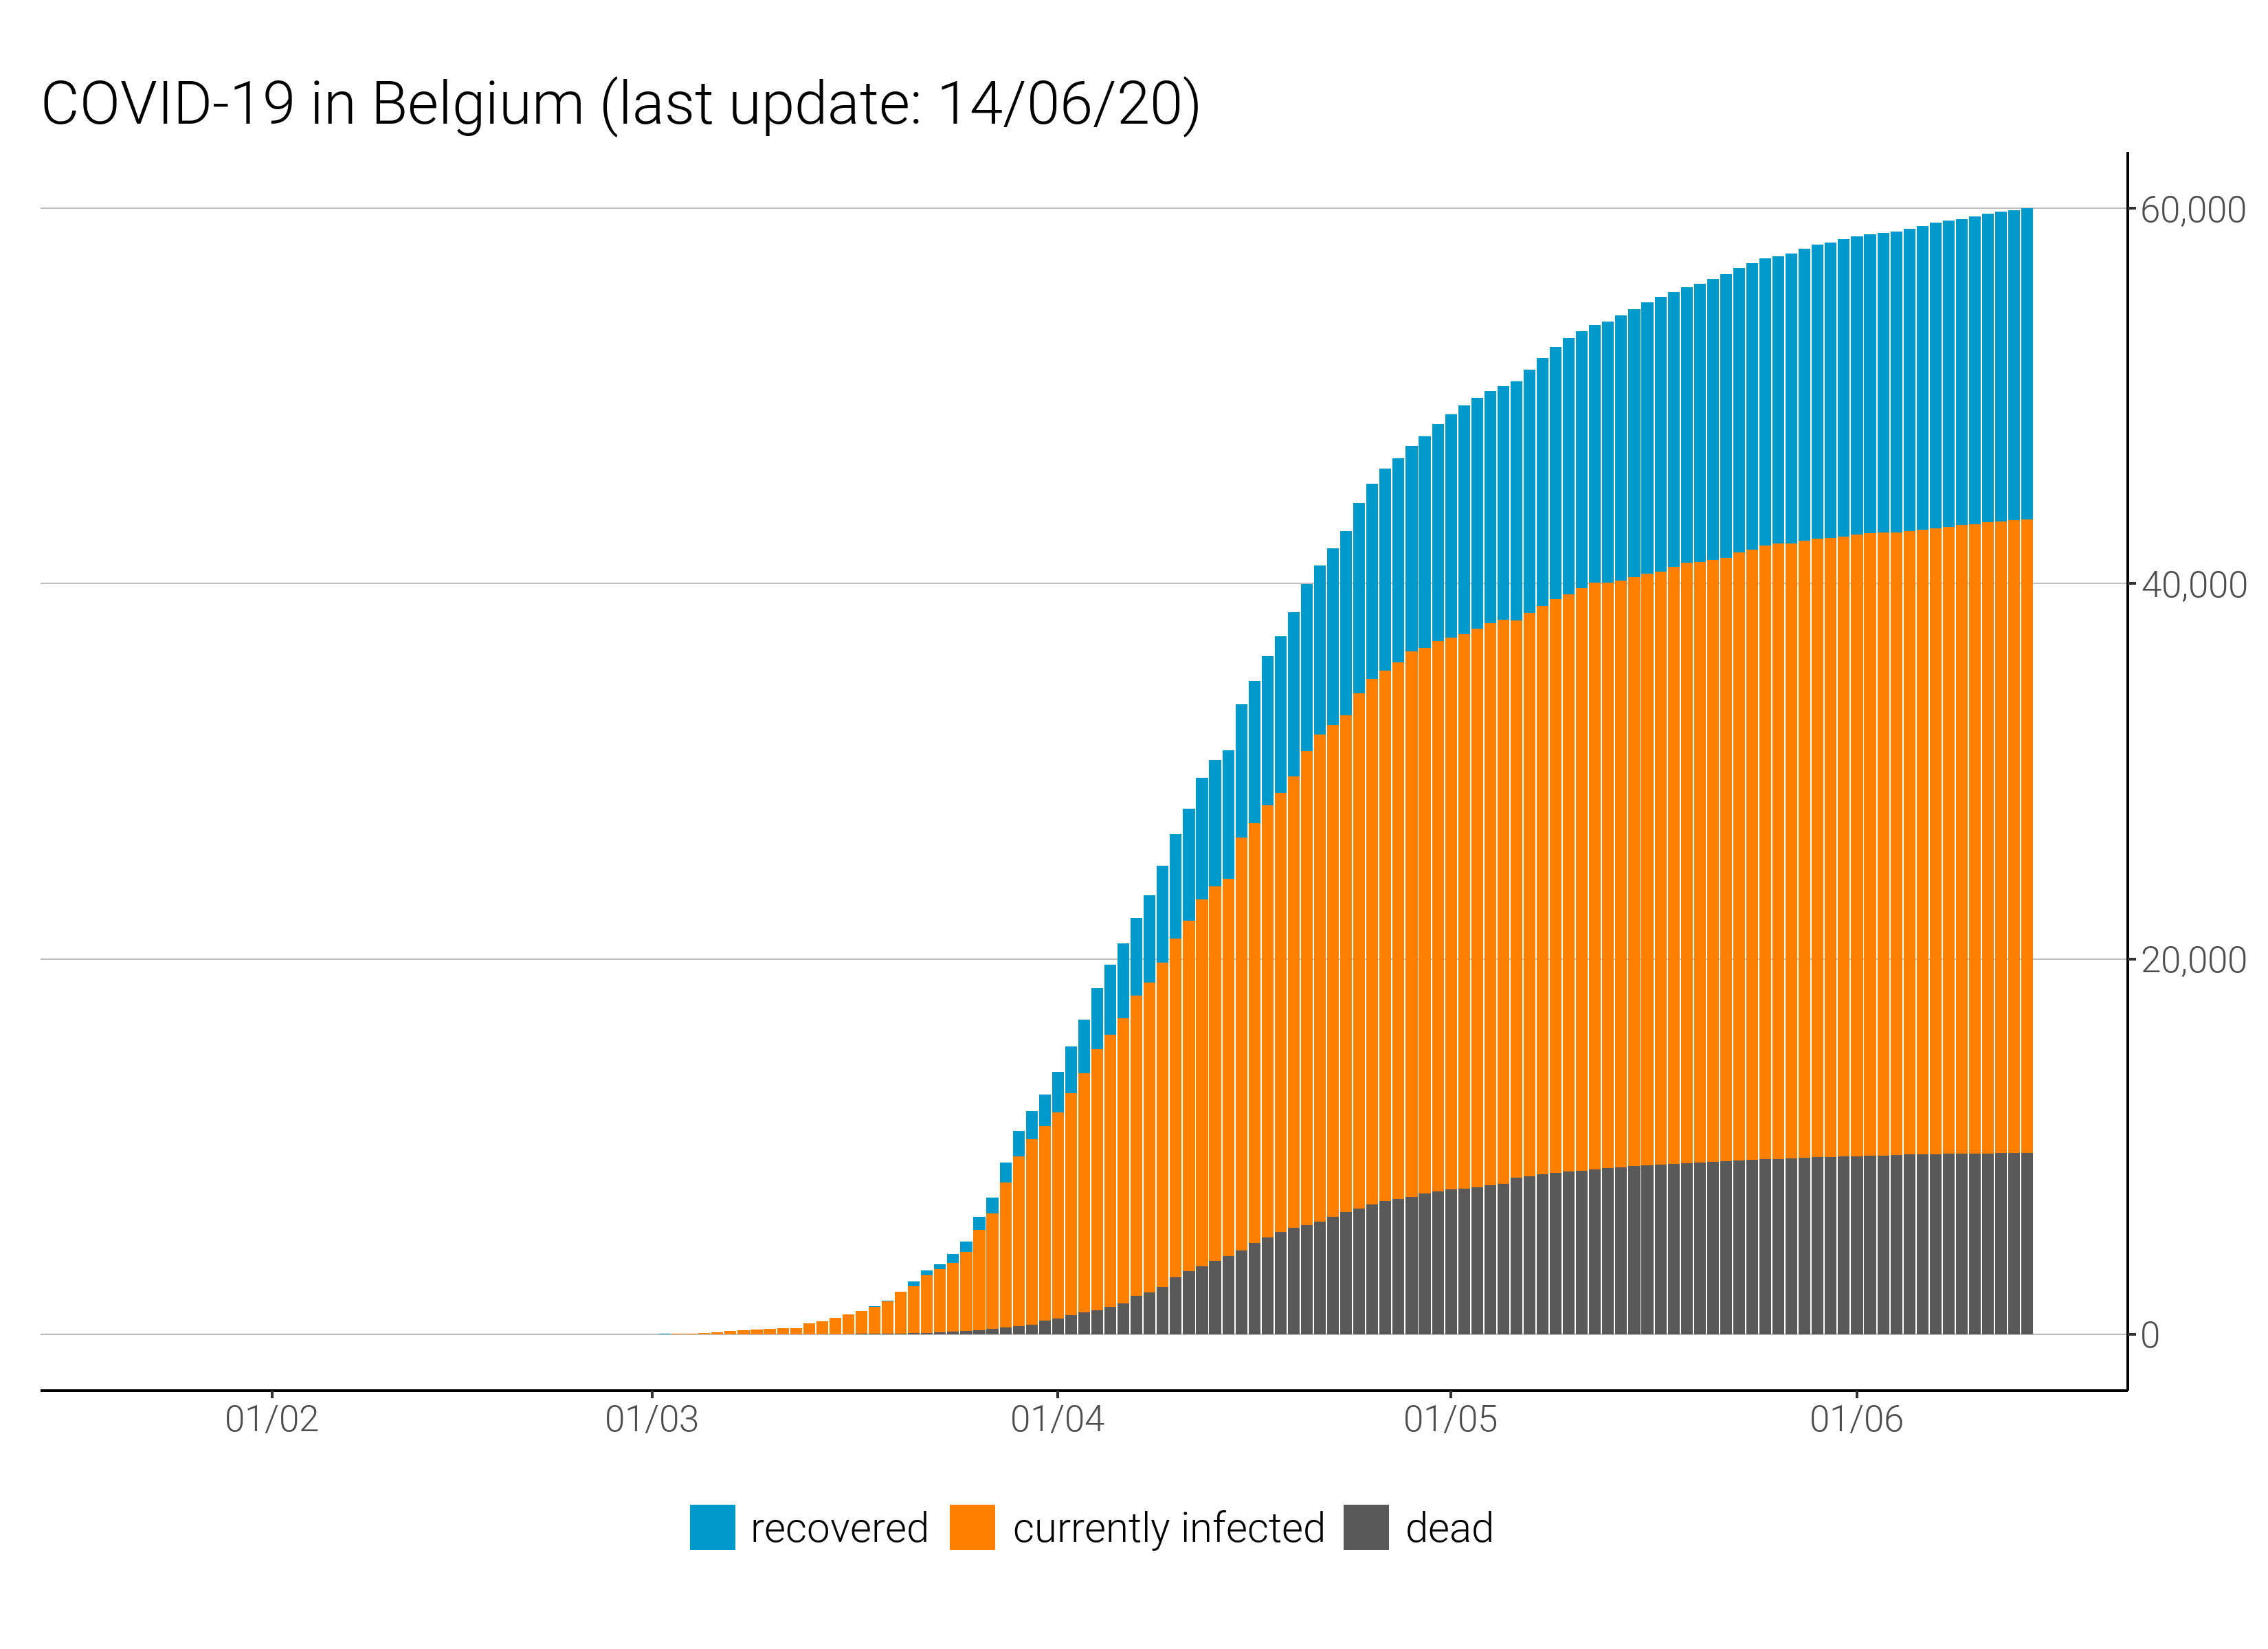 COVID-19 in Belgium (last update: 14/06/20)
60,000
40,000
20,000
0
01/02 01/03 01/04 01/05 01/06
recovered currently infected dead